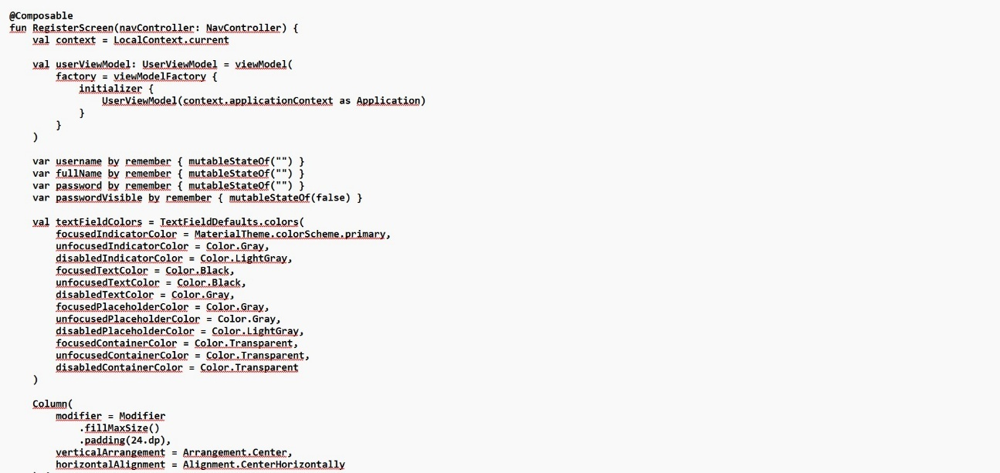 @Composable
fun RegisterScreen(navController: NavController) {
    val context = LocalContext.current

    val userViewModel: UserViewModel = viewModel(
        factory = viewModelFactory {
            initializer {
                UserViewModel(context.applicationContext as Application)
            }
        }
    )

    var username by remember { mutableStateOf("") }
    var fullName by remember { mutableStateOf("") }
    var password by remember { mutableStateOf("") }
    var passwordVisible by remember { mutableStateOf(false) }

    val textFieldColors = TextFieldDefaults.colors(
        focusedIndicatorColor = MaterialTheme.colorScheme.primary,
        unfocusedIndicatorColor = Color.Gray,
        disabledIndicatorColor = Color.LightGray,
        focusedTextColor = Color.Black,
        unfocusedTextColor = Color.Black,
        disabledTextColor = Color.Gray,
        focusedPlaceholderColor = Color.Gray,
        unfocusedPlaceholderColor = Color.Gray,
        disabledPlaceholderColor = Color.LightGray,
        focusedContainerColor = Color.Transparent,
        unfocusedContainerColor = Color.Transparent,
        disabledContainerColor = Color.Transparent
    )

    Column(
        modifier = Modifier
            .fillMaxSize()
            .padding(24.dp),
        verticalArrangement = Arrangement.Center,
        horizontalAlignment = Alignment.CenterHorizontally